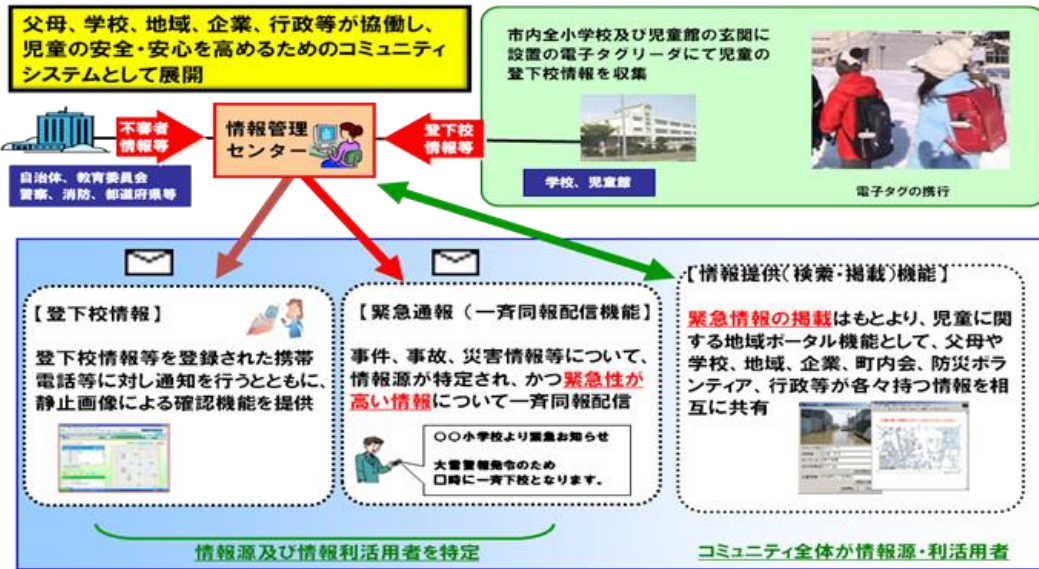 父母、学校、地域、企業、行政等が協働し、
児童の安全・安心を高めるためのコミュニティ
システムとして展開
市内全小学校及び児童館の玄関に
設置の電子タグリーダにて児童の
登下校情報を収集
不審者
情報等
情報管理
センター
登下校
情報等
自治体、教育委員会
警察、消防、都道府県等
学校、児童館
電子タグの携行
【登下校情報】
登下校情報等を登録された携帯
電話等に対し通知を行うとともに、
静止画像による確認機能を提供
【緊急通報（一斉同報配信機能】
事件、事故、災害情報等について、
情報源が特定され、かつ緊急性が
高い情報について一斉同報配信
〇〇小学校より緊急お知らせ
大雪警報発令のため
□時に一斉下校となります。
【情報提供（検索・掲載）機能】
緊急情報の掲載はもとより、児童に関
する地域ポータル機能として、父母や
学校、地域、企業、町内会、防災ボラ
ンティア、行政等が各々持つ情報を相
互に共有
情報源及び情報利活用者を特定
コミュニティ全体が情報源・利活用者